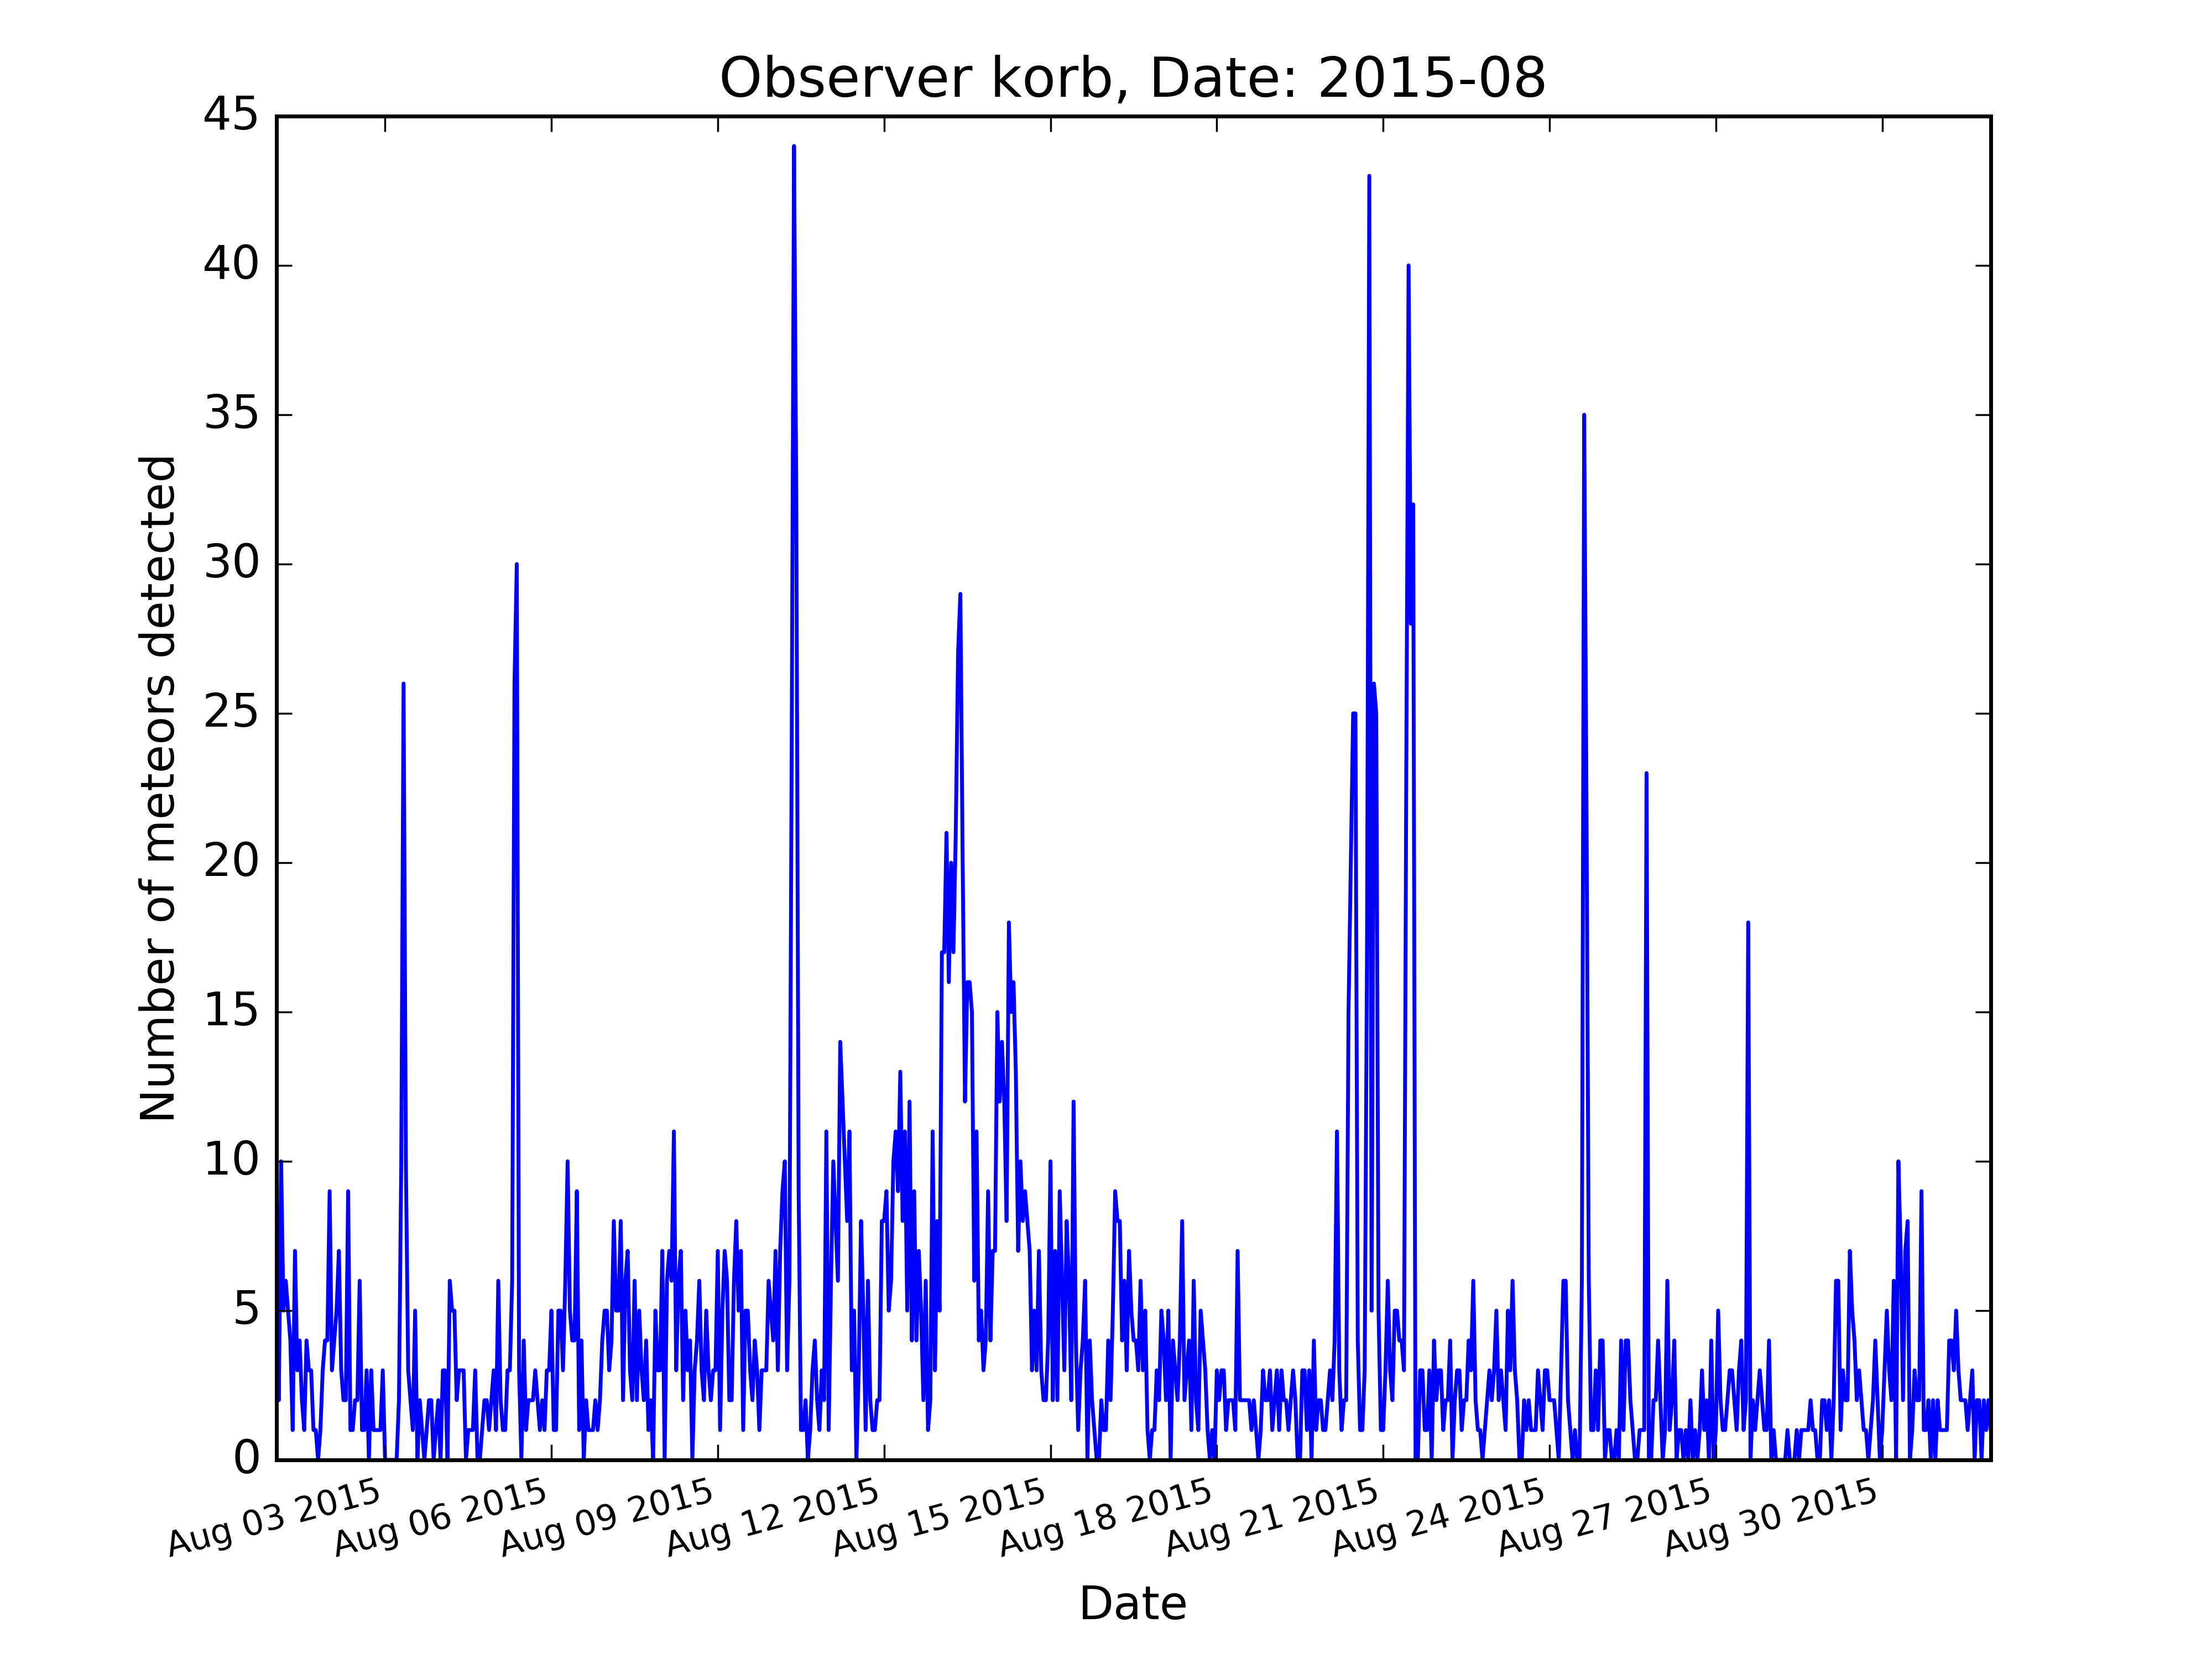 Observer korb, Date: 2015-08
45
40
35
30
25
20
15
10
5
0
Number of meteors detected
Aug 03 2015
Aug 06 2015
Aug 09 2015
Aug 12 2015
Aug 15 2015
Aug 18 2015
Aug 21 2015
Aug 24 2015
Aug 27 2015
Aug 30 2015
Date